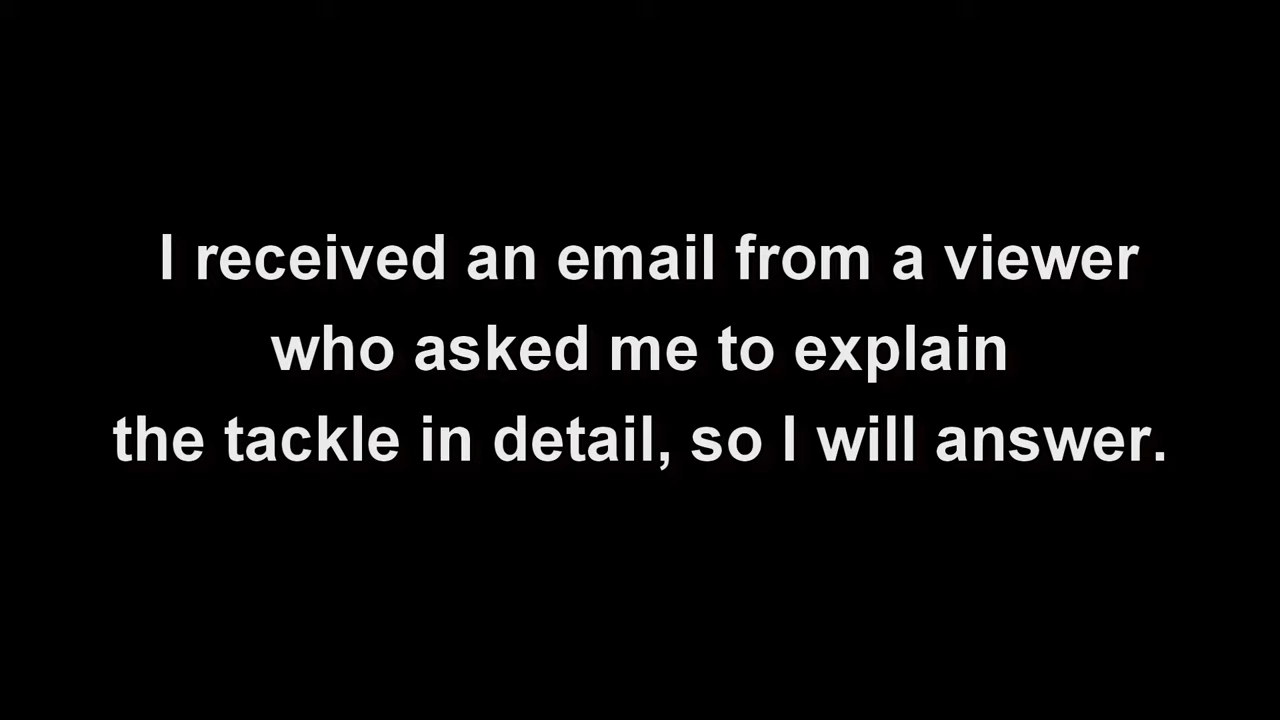 I received an email from a viewer
who asked me to explain
the tackle in detail, so I will answer.